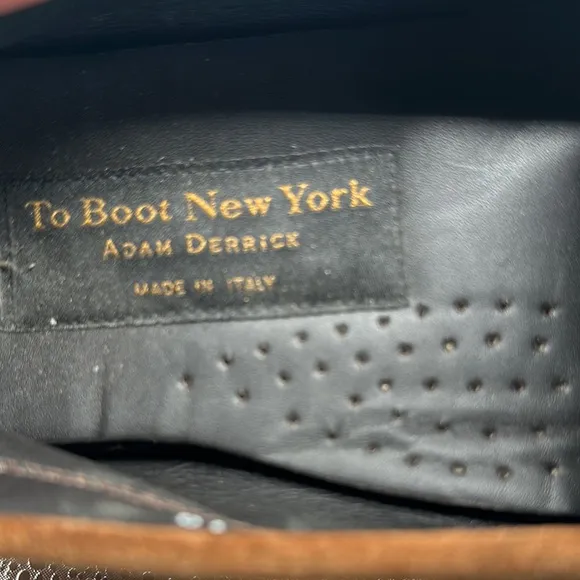 To Boot New York
ADAM DERRICK
MADE IN ITALY